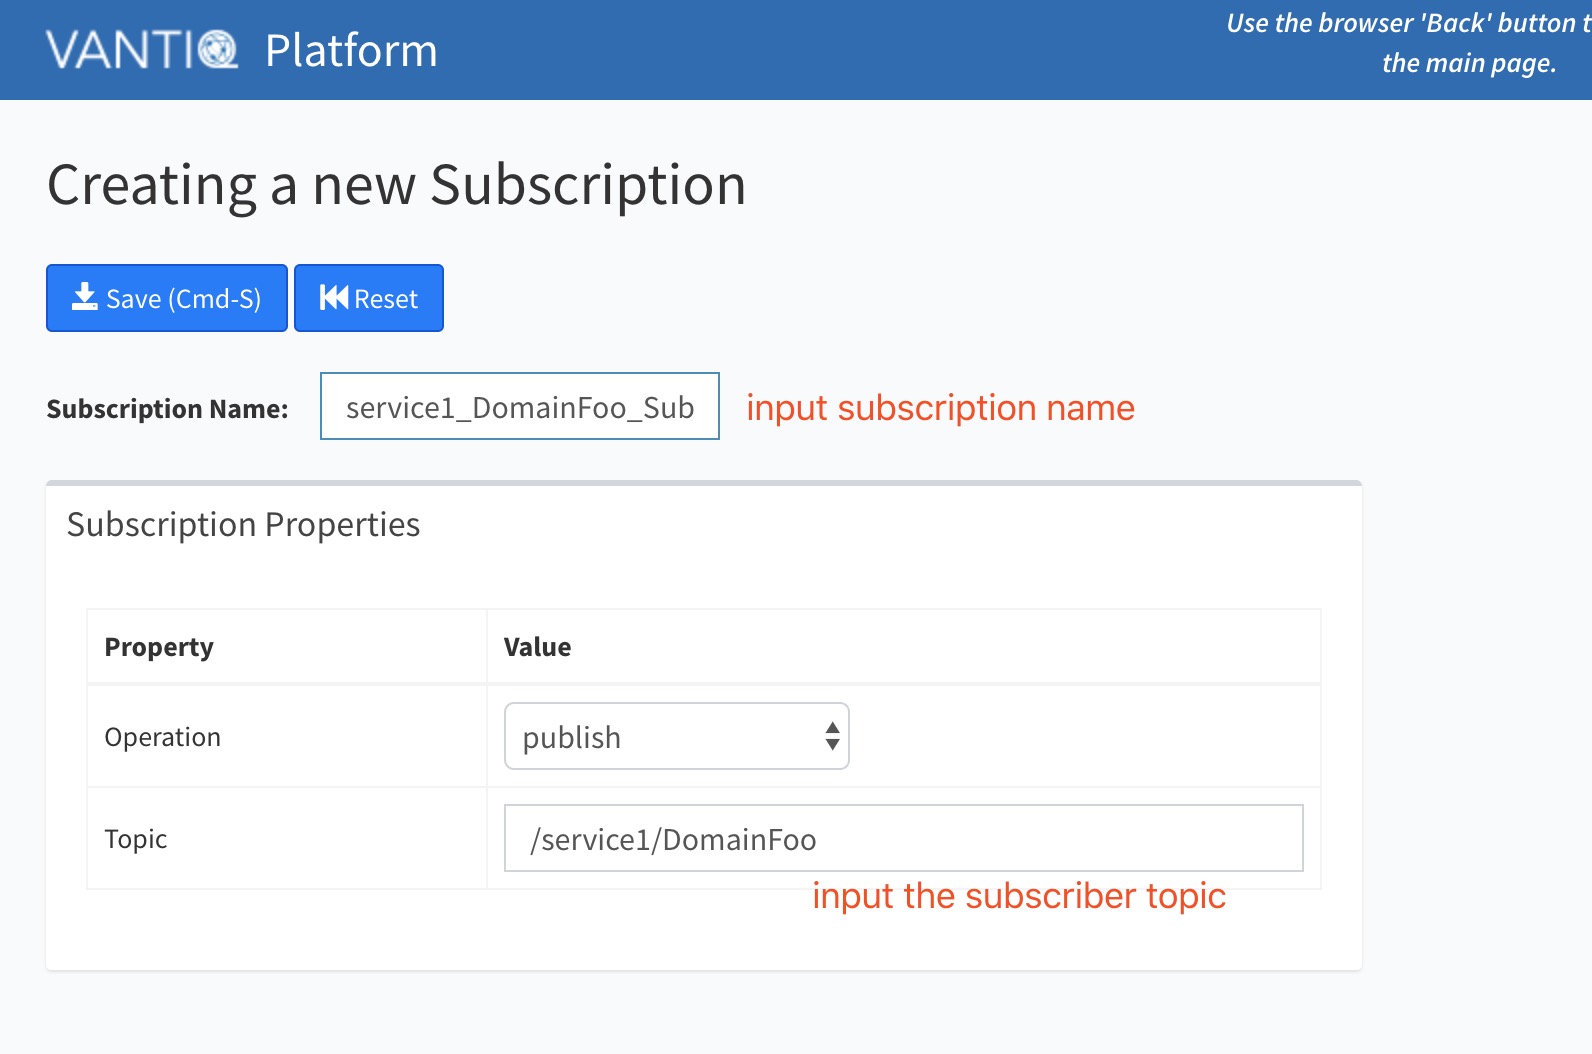 VANTIQ Platform
Use the browser 'Back' button t
the main page.
Creating a new Subscription
Save (Cmd-S) Reset
Subscription Name: service1_DomainFoo_Sub input subscription name
Subscription Properties
Property Value
Operation publish
Topic /service1/DomainFoo
input the subscriber topic